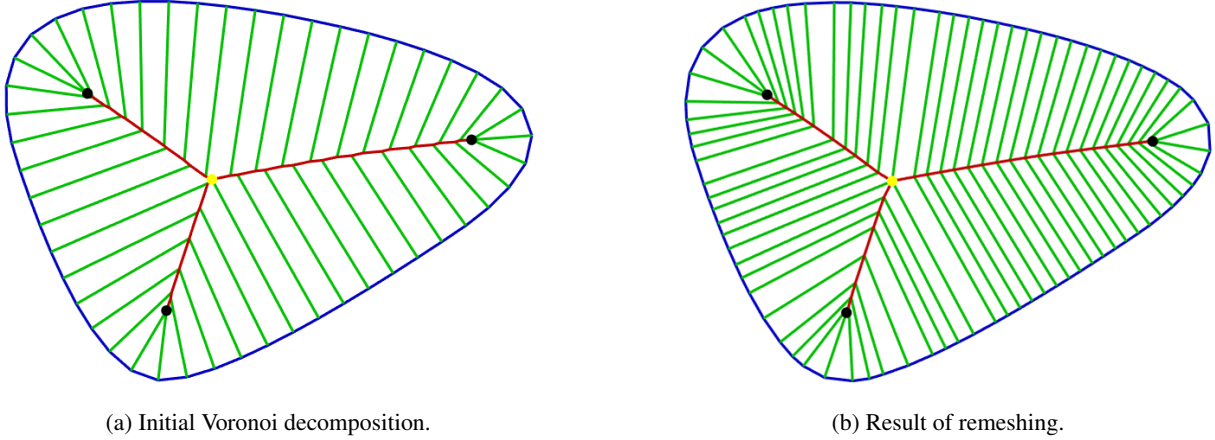 (a) Initial Voronoi decomposition.
(b) Result of remeshing.